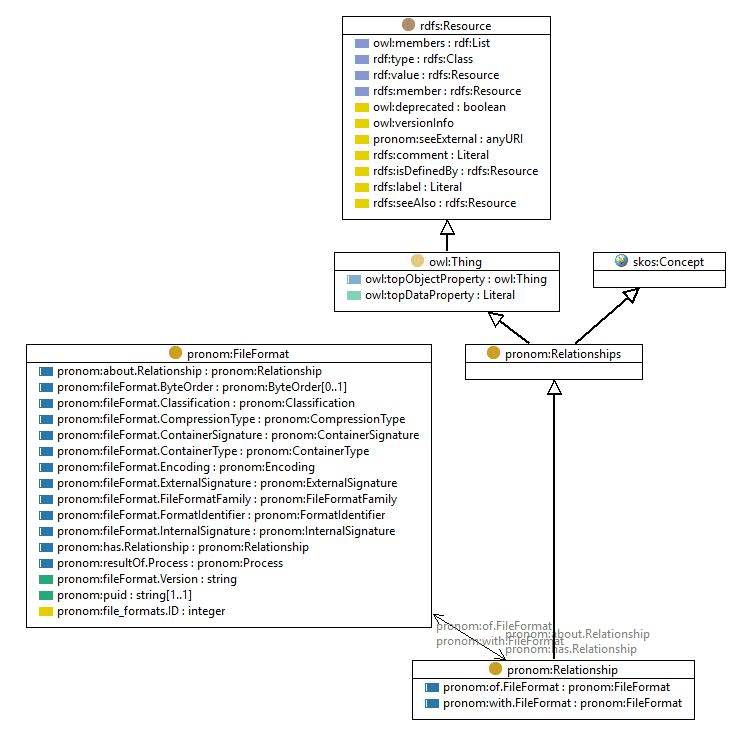 rdfs:Resource
owl:members : rdf:List
rdf:type : rdfs:Class
rdf:value : rdfs:Resource
rdfs:member : rdfs:Resource
owl:deprecated : boolean
owl:versionInfo
pronom:seeExternal : anyURI
rdfs:comment : Literal
rdfs:isDefinedBy : rdfs:Resource
rdfs:label : Literal
rdfs:seeAlso : rdfs:Resource
owl:Thing
owl:topObjectProperty : owl:Thing
owl:topDataProperty : Literal
skos:Concept
pronom:Relationships
pronom:FileFormat
pronom:about.Relationship : pronom:Relationship
pronom:fileFormat.ByteOrder : pronom:ByteOrder[0..1]
pronom:fileFormat.Classification : pronom:Classification
pronom:fileFormat.CompressionType : pronom:CompressionType
pronom:fileFormat.ContainerSignature : pronom:ContainerSignature
pronom:fileFormat.ContainerType : pronom:ContainerType
pronom:fileFormat.Encoding : pronom:Encoding
pronom:fileFormat.ExternalSignature : pronom:ExternalSignature
pronom:fileFormat.FileFormatFamily : pronom:FileFormatFamily
pronom:fileFormat.FormatIdentifier : pronom:FormatIdentifier
pronom:fileFormat.InternalSignature : pronom:InternalSignature
pronom:has.Relationship : pronom:Relationship
pronom:resultOf.Process : pronom:Process
pronom:fileFormat.Version : string
pronom:puid : string[1..1]
pronom:file_formats.ID : integer
pronom:of.FileFormat
pronom:with.FileFormat
pronom:about.Relationship
pronom:has.Relationship
pronom:Relationship
pronom:of.FileFormat : pronom:FileFormat
pronom:with.FileFormat : pronom:FileFormat